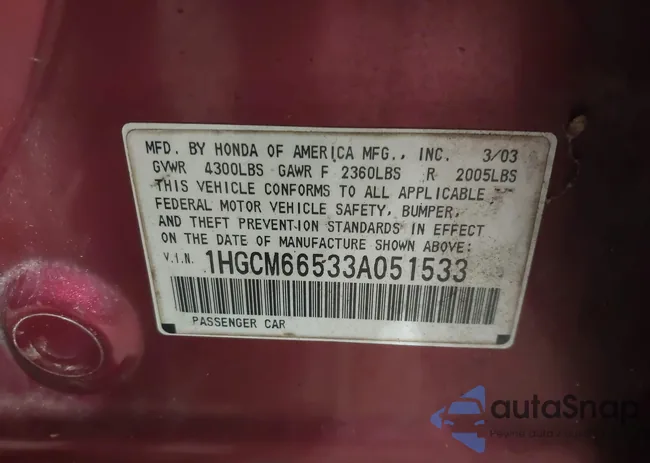 MFD. BY HONDA OF AMERICA MFG., INC. 3/03
GVWR 4300LBS GAWR F 2360LBS R 2005LBS
THIS VEHICLE CONFORMS TO ALL APPLICABLE
FEDERAL MOTOR VEHICLE SAFETY, BUMPER,
AND THEFT PREVENTION STANDARDS IN EFFECT
ON THE DATE OF MANUFACTURE SHOWN ABOVE:
V.I.N. 1HGCM66533A051533
PASSENGER CAR
autaSnap